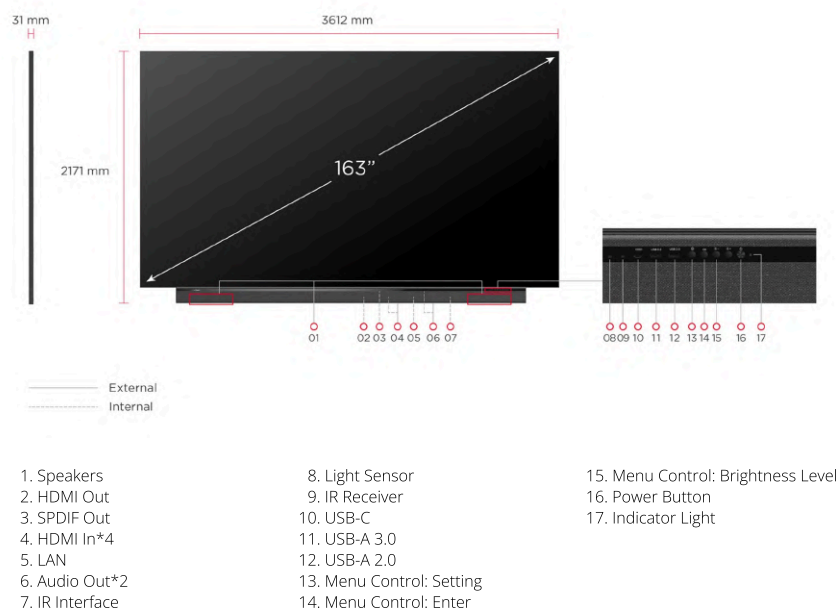 31 mm
3612 mm
2171 mm
163”
01
02 03 04 05 06 07
08 09 10 11 12 13 14 15 16 17
External
Internal
1. Speakers
2. HDMI Out
3. SPDIF Out
4. HDMI In*4
5. LAN
6. Audio Out*2
7. IR Interface
8. Light Sensor
9. IR Receiver
10. USB-C
11. USB-A 3.0
12. USB-A 2.0
13. Menu Control: Setting
14. Menu Control: Enter
15. Menu Control: Brightness Level
16. Power Button
17. Indicator Light